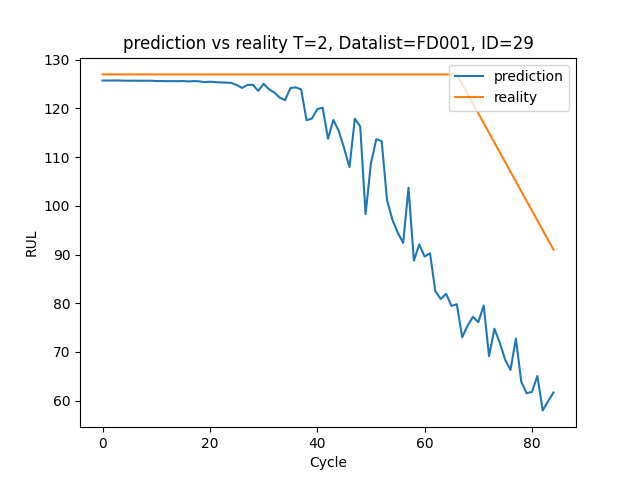 prediction vs reality T=2, Datalist=FD001, ID=29
prediction
reality
130
120
110
100
90
80
70
60
RUL
0 20 40 60 80
Cycle